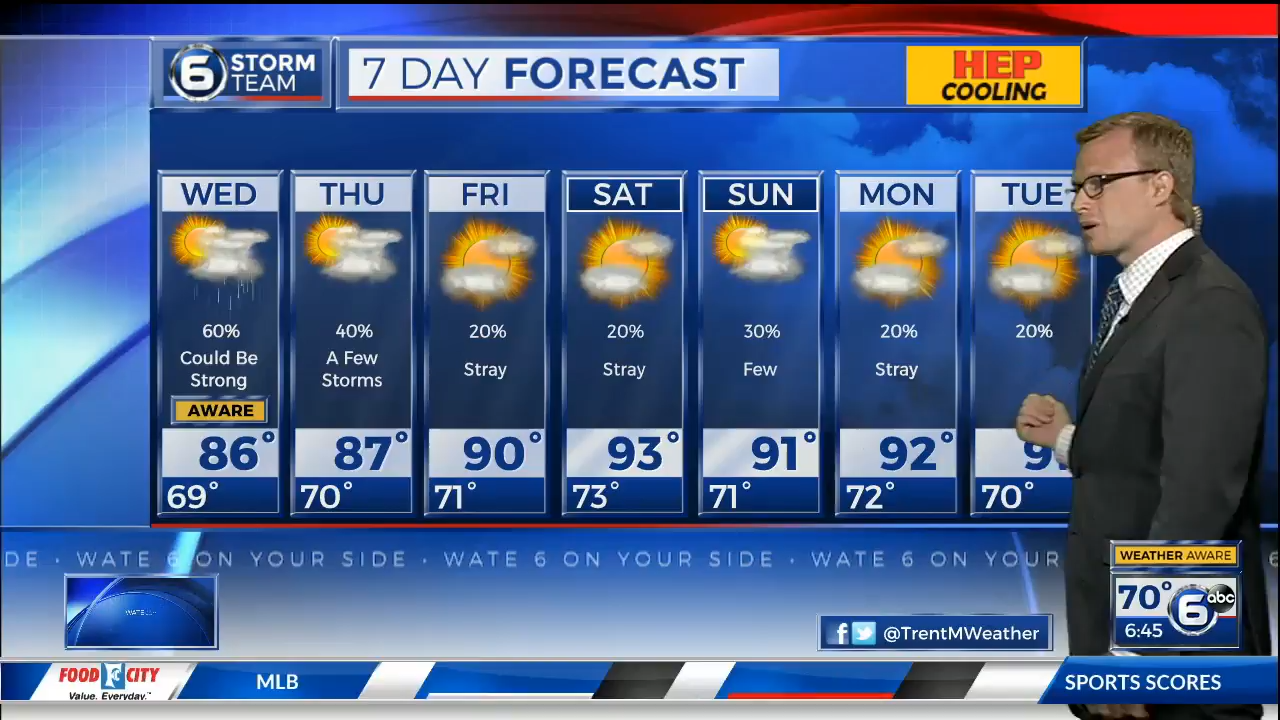 6 STORM TEAM
7 DAY FORECAST
HEP
COOLING
WED THU FRI SAT SUN MON TUE
60% 40% 20% 20% 30% 20% 20%
Could Be Strong
A Few Storms
Stray
Stray
Few
Stray
AWARE
86° 87° 90° 93° 91° 92°
69° 70° 71° 73° 71° 72° 70°
DE · WATE 6 ON YOUR SIDE · WATE 6 ON YOUR SIDE · WATE 6 ON YOUR
WEATHER AWARE
70° 6 abc
6:45
f @TrentMWeather
FOOD CITY
Value. Everyday.
MLB
SPORTS SCORES